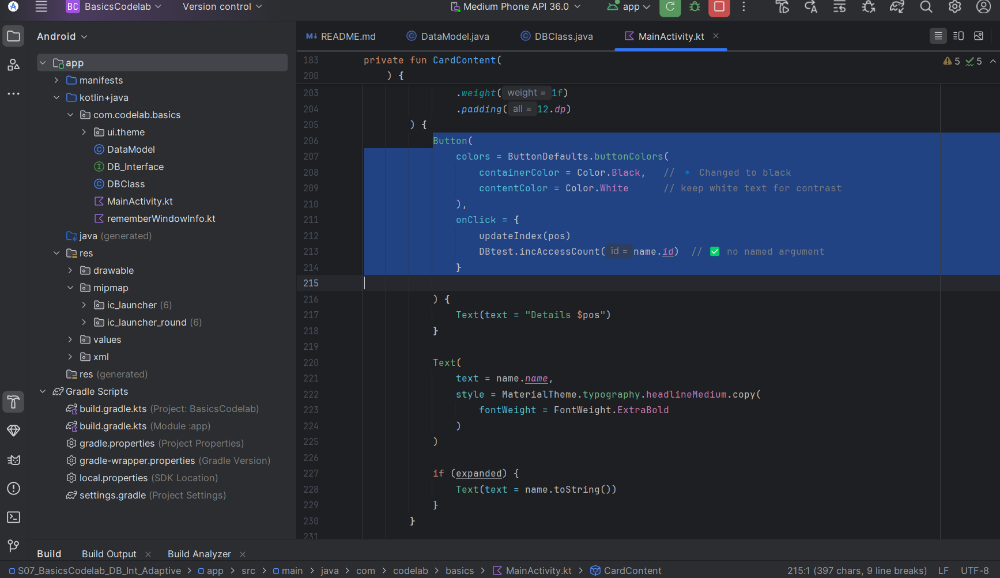 BC BasicsCodelab Version control Medium Phone API 36.0 app
Android
app
manifests
kotlin+java
com.codelab.basics
ui.theme
DataModel
DB_Interface
DBClass
MainActivity.kt
rememberWindowInfo.kt
java (generated)
res
drawable
mipmap
ic_launcher (6)
ic_launcher_round (6)
values
xml
res (generated)
Gradle Scripts
build.gradle.kts (Project: BasicsCodelab)
build.gradle.kts (Module :app)
gradle.properties (Project Properties)
gradle-wrapper.properties (Gradle Version)
local.properties (SDK Location)
settings.gradle (Project Settings)
M↓ README.md DataModel.java DBClass.java MainActivity.kt
5 5
183 private fun CardContent(
200 ) {
203 .weight( weight = 1f)
204 .padding( all = 12.dp)
205 ) {
206 Button(
207 colors = ButtonDefaults.buttonColors(
208 containerColor = Color.Black, // 🔹 Changed to black
209 contentColor = Color.White // keep white text for contrast
210 ),
211 onClick = {
212 updateIndex(pos)
213 DBtest.incAccessCount( id = name.id) // ✅ no named argument
214 }
215
216 ) {
217 Text(text = "Details $pos")
218 }
219
220 Text(
221 text = name.name,
222 style = MaterialTheme.typography.headlineMedium.copy(
223 fontWeight = FontWeight.ExtraBold
224 )
225 )
226
227 if (expanded) {
228 Text(text = name.toString())
229 }
230 }
231
Build Build Output Build Analyzer
S07_BasicsCodelab_DB_Int_Adaptive > app > src > main > java > com > codelab > basics > MainActivity.kt > CardContent 215:1 (397 chars, 9 line breaks) LF UTF-8